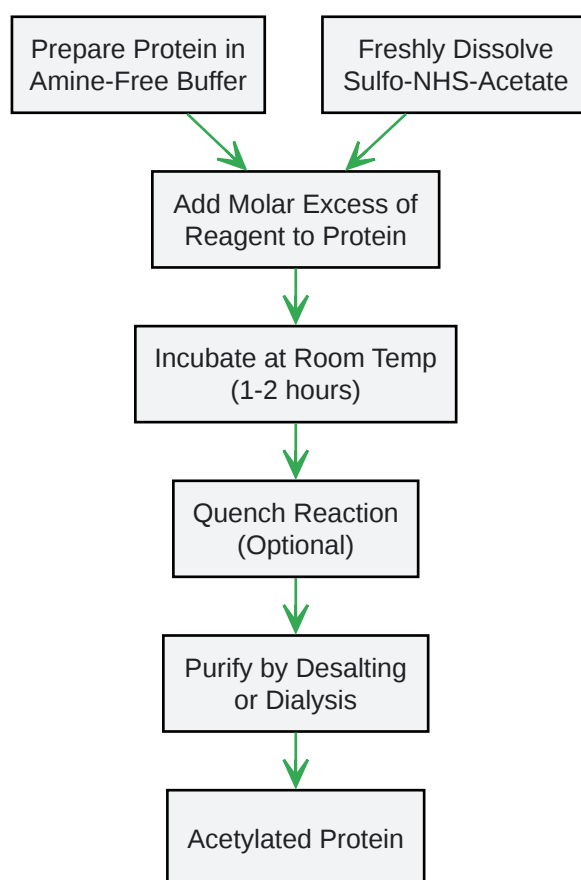 Prepare Protein in
Amine-Free Buffer
Freshly Dissolve
Sulfo-NHS-Acetate
Add Molar Excess of
Reagent to Protein
Incubate at Room Temp
(1-2 hours)
Quench Reaction
(Optional)
Purify by Desalting
or Dialysis
Acetylated Protein